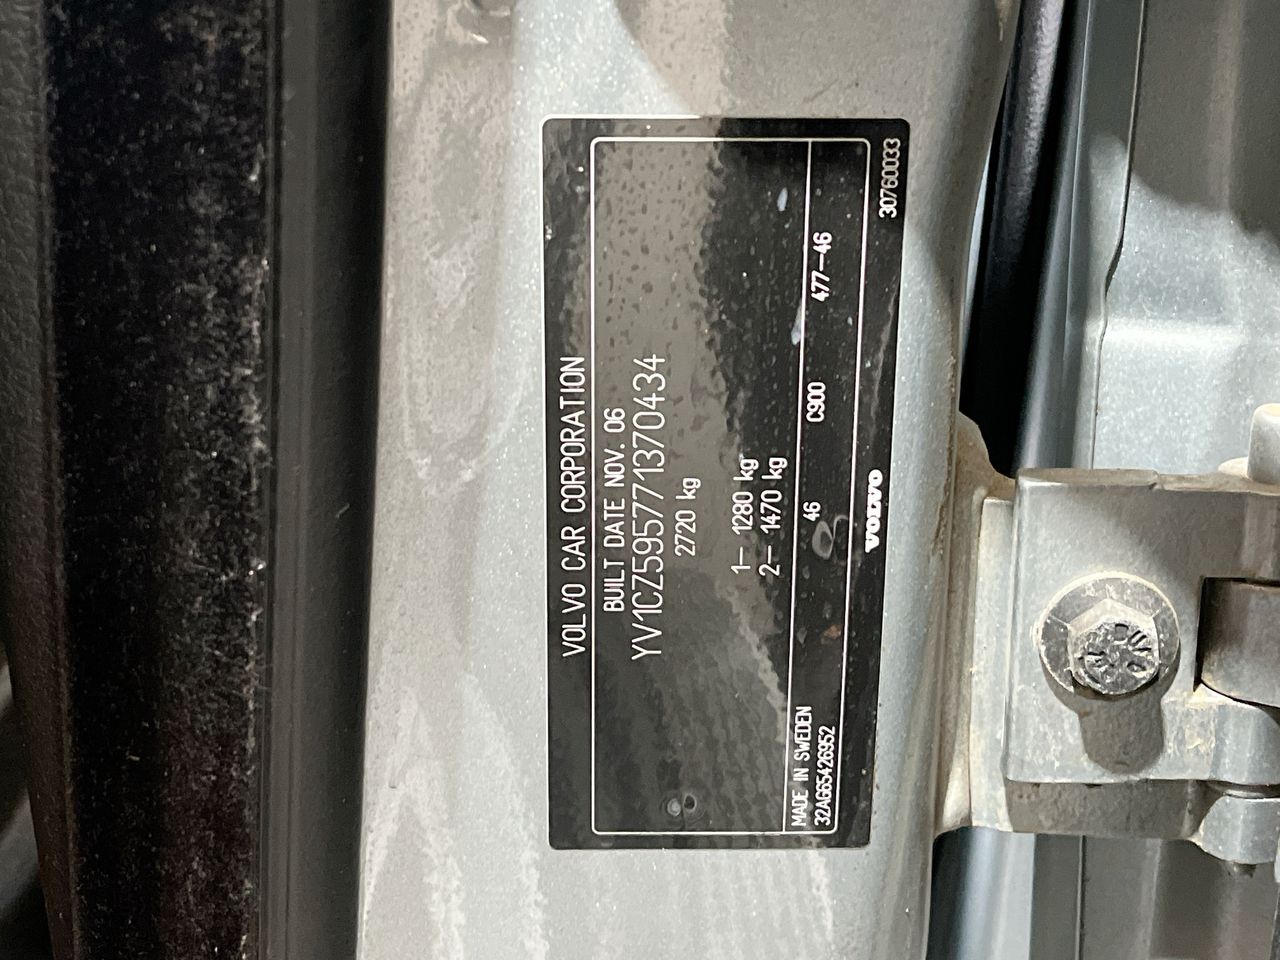 VOLVO CAR CORPORATION
BUILT DATE NOV. 06
YV1CZ595771370434
2720 kg
1– 1280 kg
2– 1470 kg
MADE IN SWEDEN 46 C900 477-46
32AG65426952
VOLVO 30760033